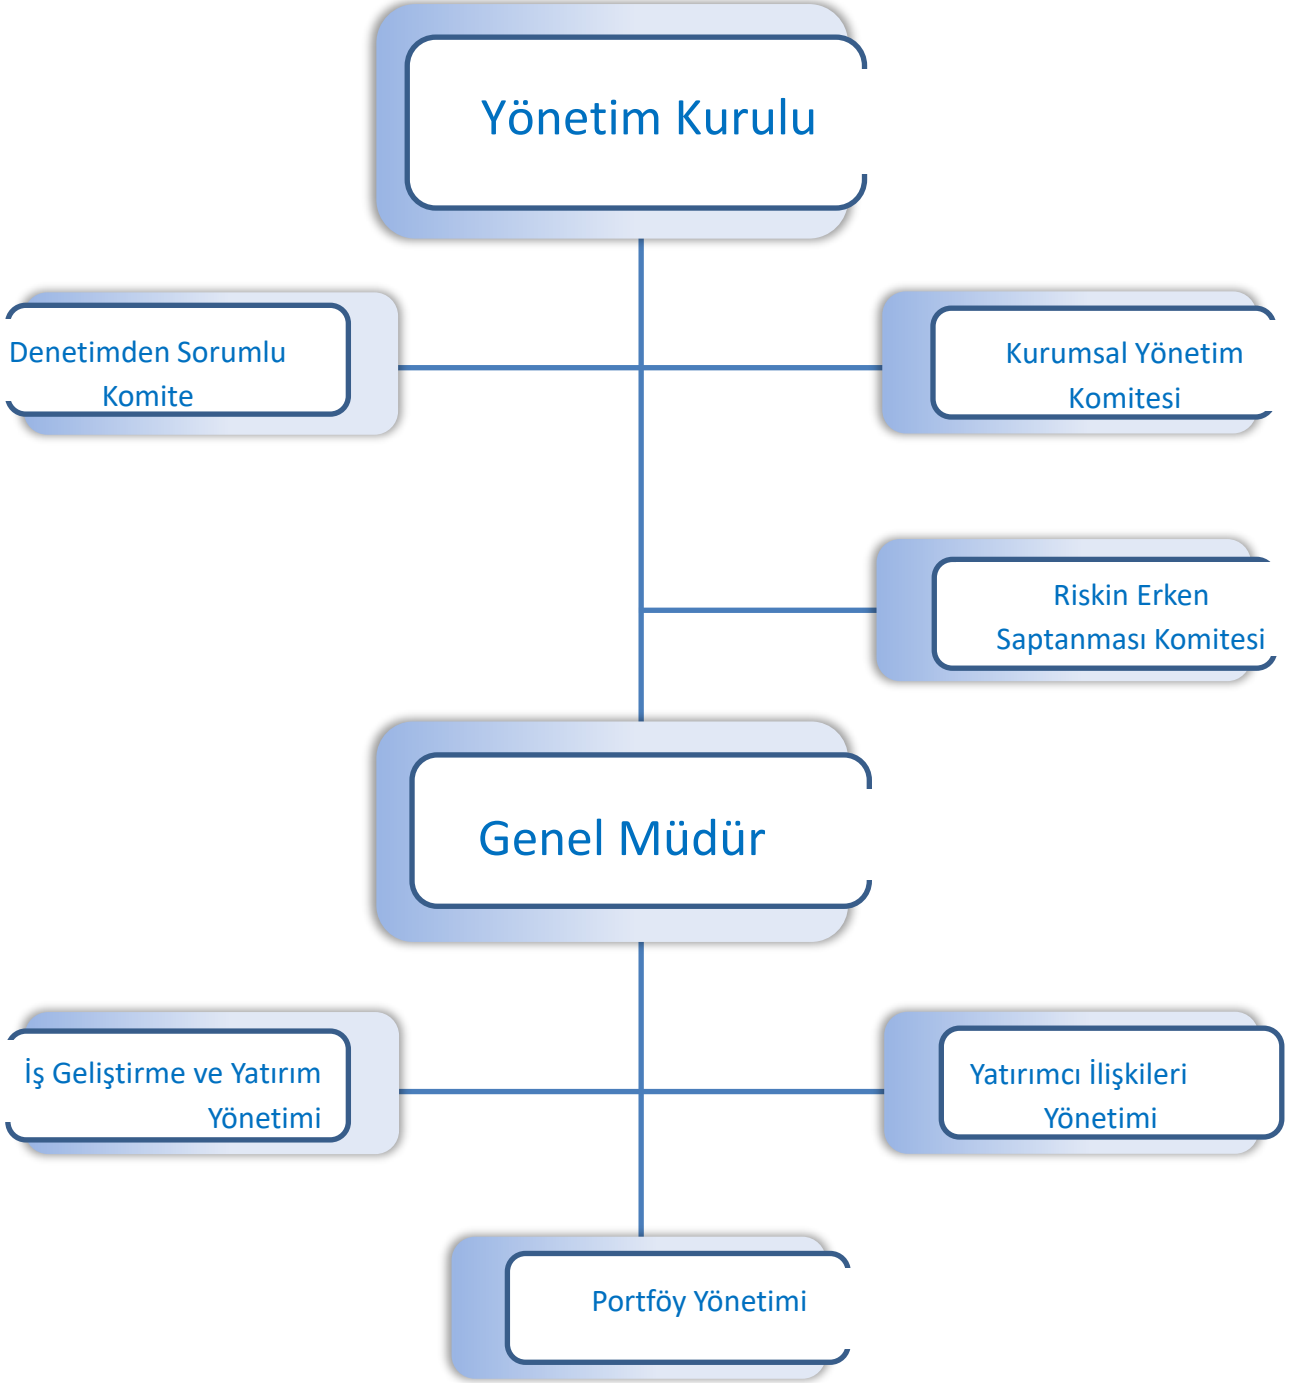 Yönetim Kurulu
Denetimden Sorumlu
Komite
Kurumsal Yönetim
Komitesi
Riskin Erken
Saptanması Komitesi
Genel Müdür
İş Geliştirme ve Yatırım
Yönetimi
Yatırımcı İlişkileri
Yönetimi
Portföy Yönetimi